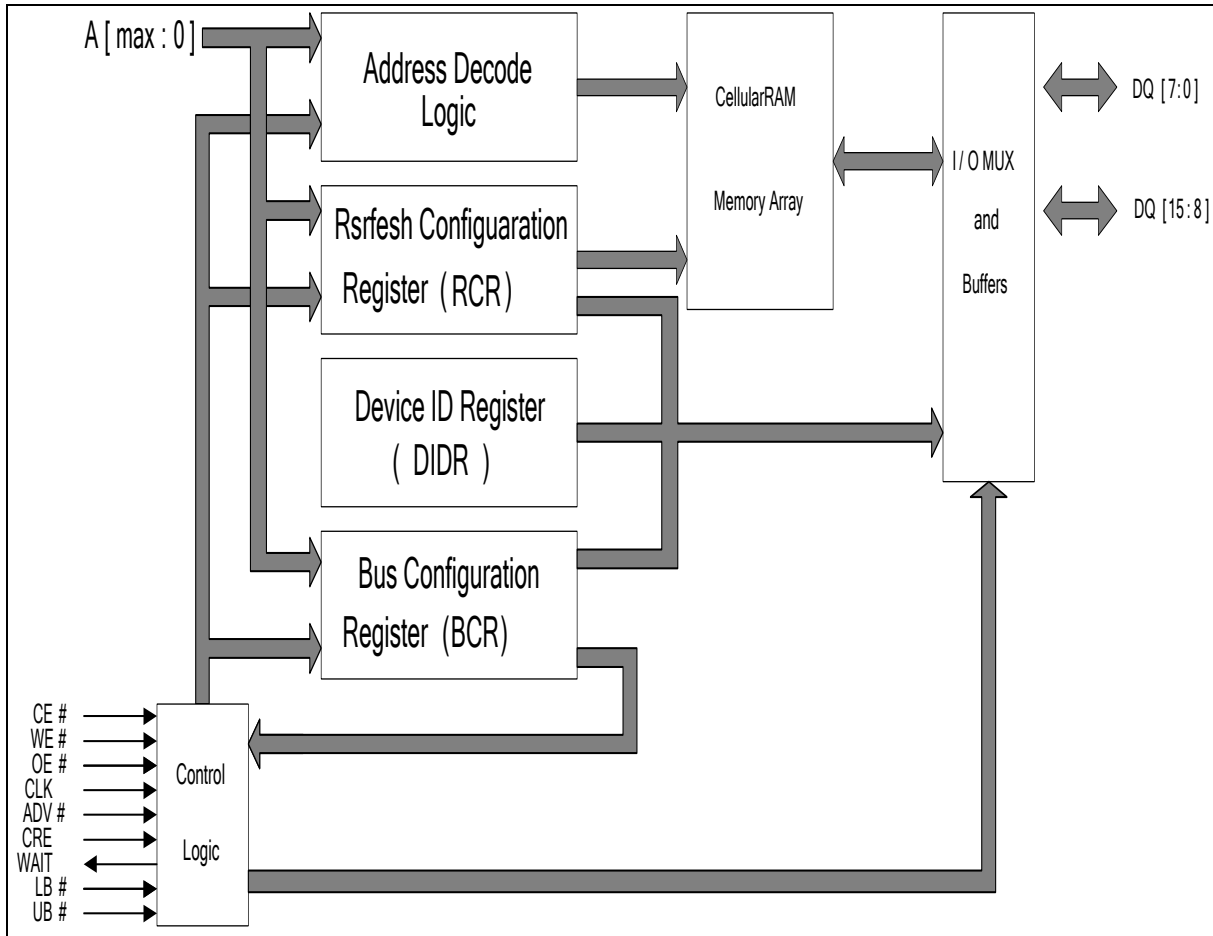 A [ max : 0 ]
Address Decode
Logic
CellularRAM
Memory Array
I / O MUX
and
Buffers
DQ [7:0]
DQ [15:8]
Rsrfesh Configuaration
Register ( RCR )
Device ID Register
( DIDR )
Bus Configuration
Register (BCR)
CE #
WE #
OE #
CLK
ADV #
CRE
WAIT
LB #
UB #
Control
Logic